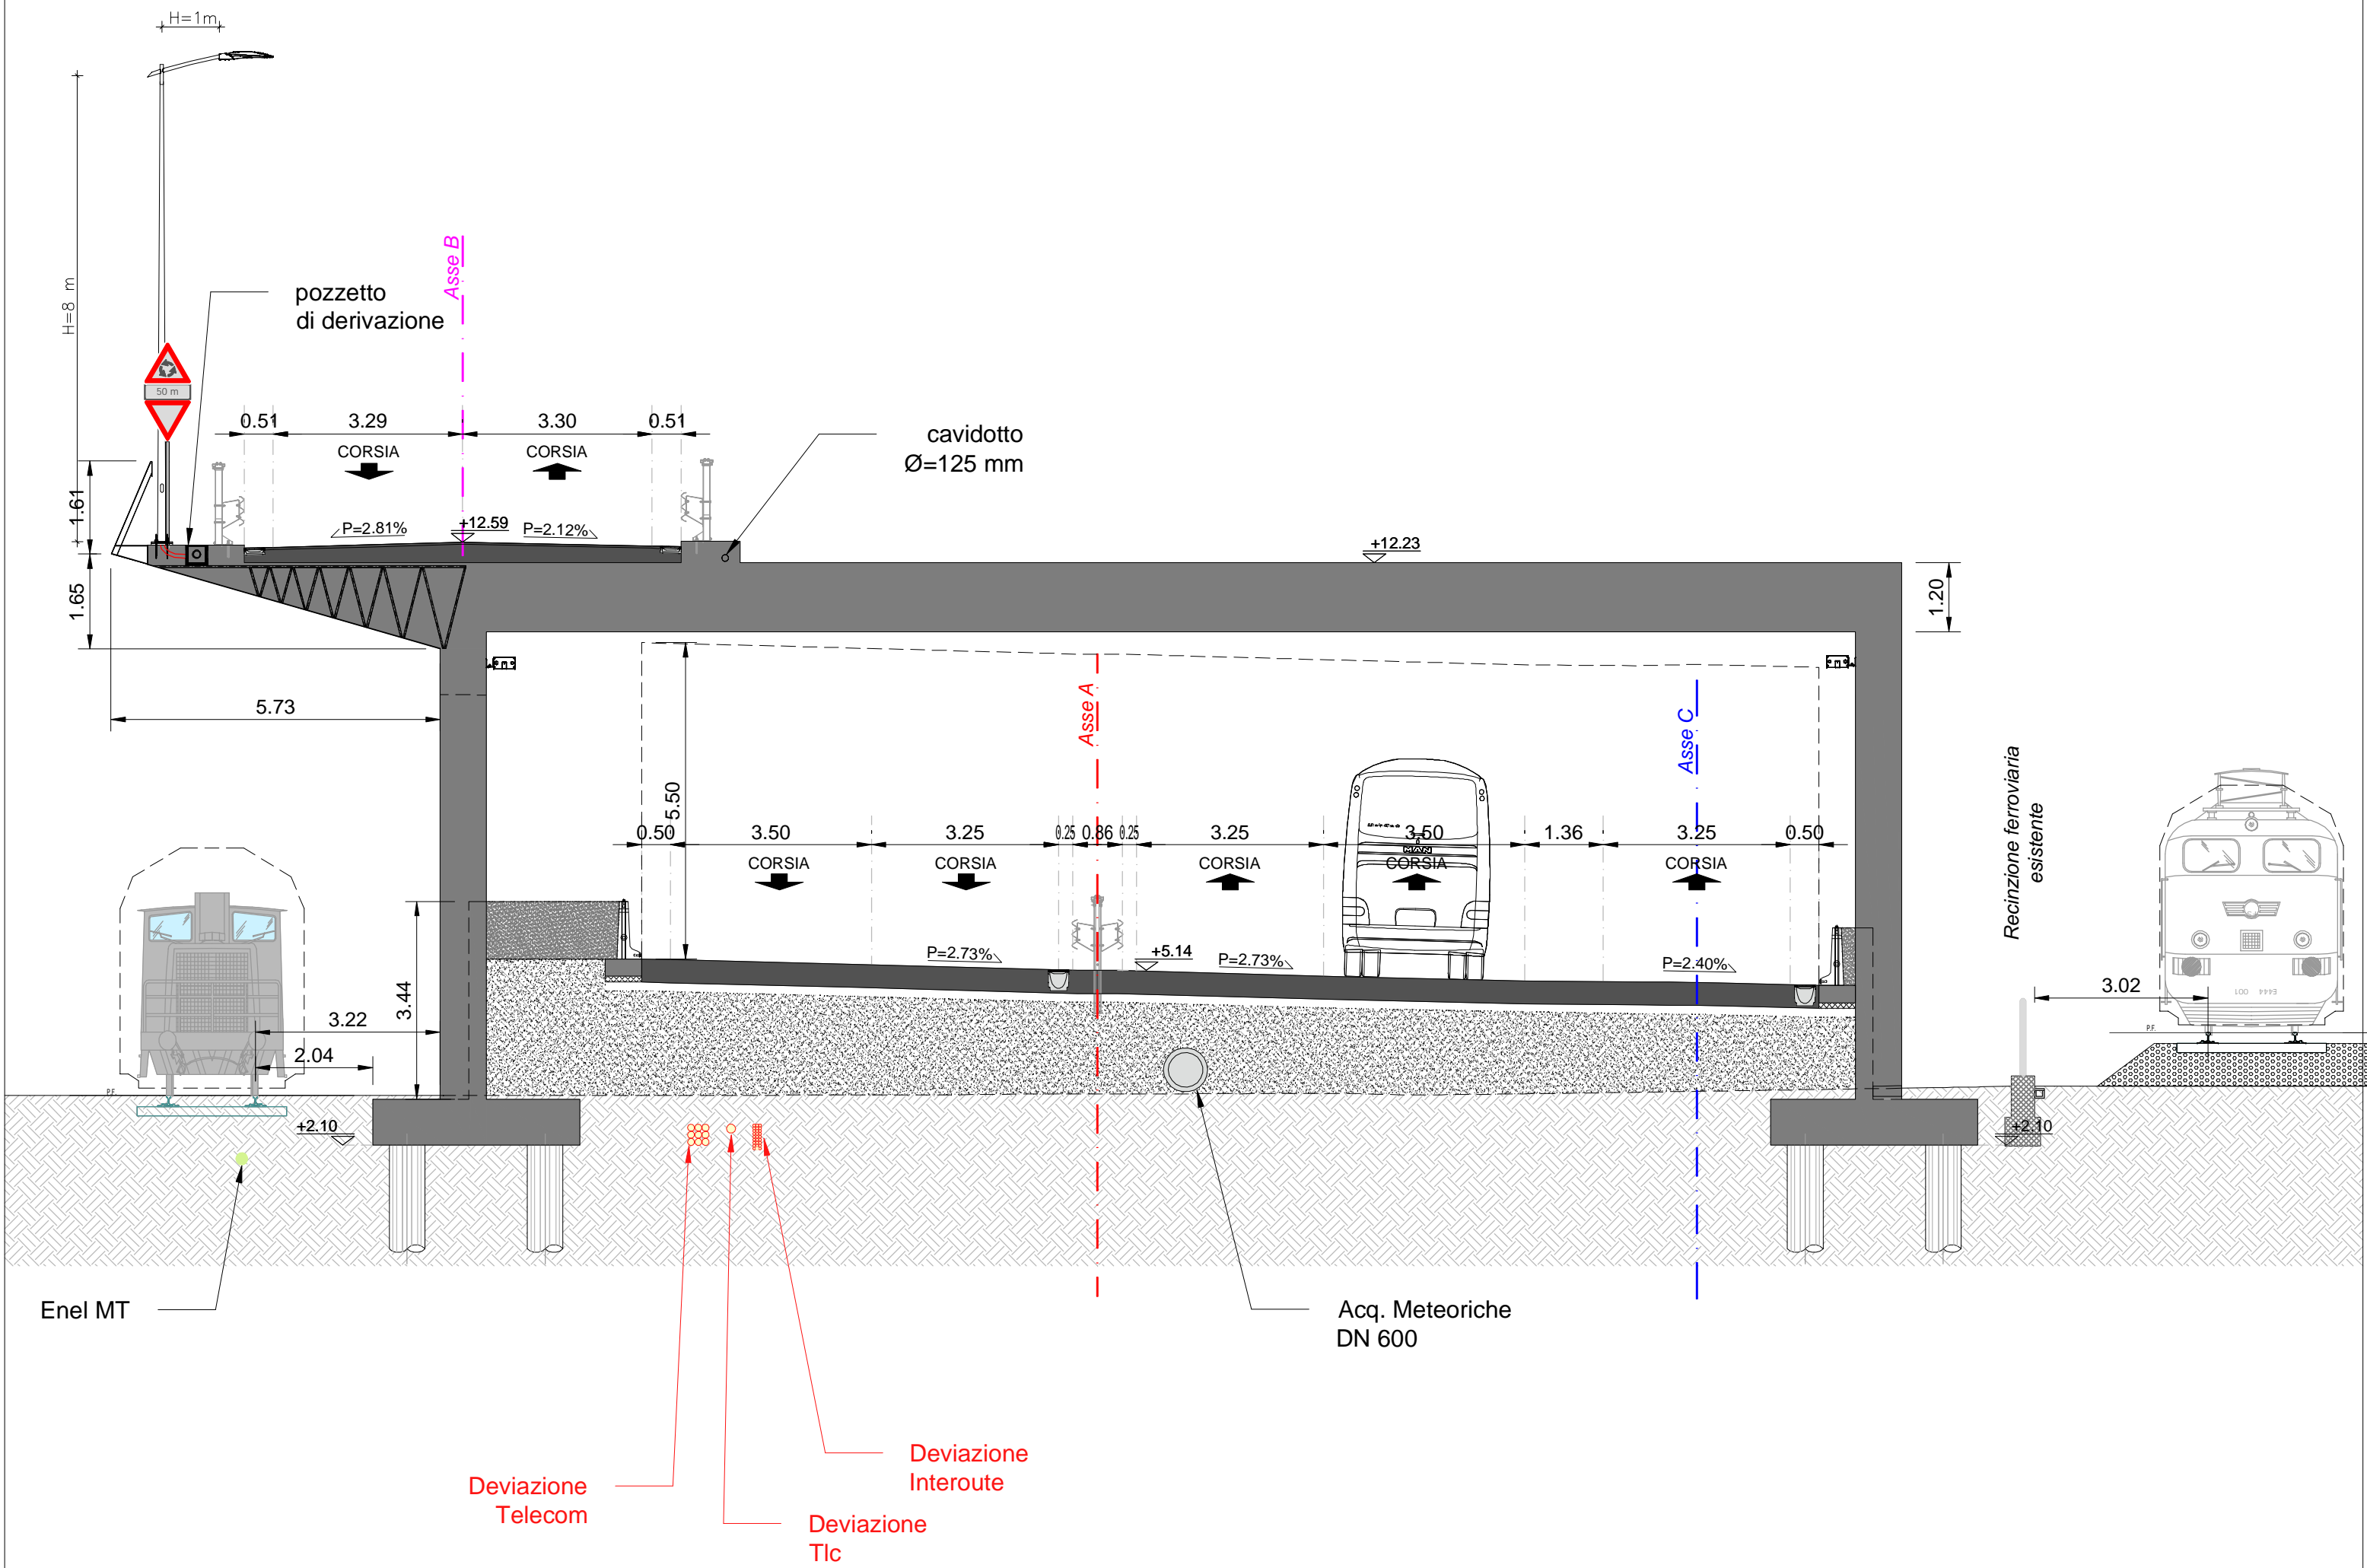 H=1m
H=8 m
Asse B
pozzetto
di derivazione
50 m
0.51
3.29
3.30
0.51
CORSIA
CORSIA
cavidotto
Ø=125 mm
1.61
P=2.81%
+12.59
P=2.12%
+12.23
1.65
1.20
5.73
Asse A
Asse C
Recinzione ferroviaria
esistente
5.50
0.50
3.50
3.25
0.25
0.86
0.25
3.25
3.50
1.36
3.25
0.50
MAN
CORSIA
CORSIA
CORSIA
CORSIA
CORSIA
P=2.73%
+5.14
P=2.73%
P=2.40%
3.44
3.22
2.04
3.02
E444 001
P.F.
P.F.
+2.10
+2.10
Enel MT
Acq. Meteoriche
DN 600
Deviazione
Interoute
Deviazione
Telecom
Deviazione
Tlc